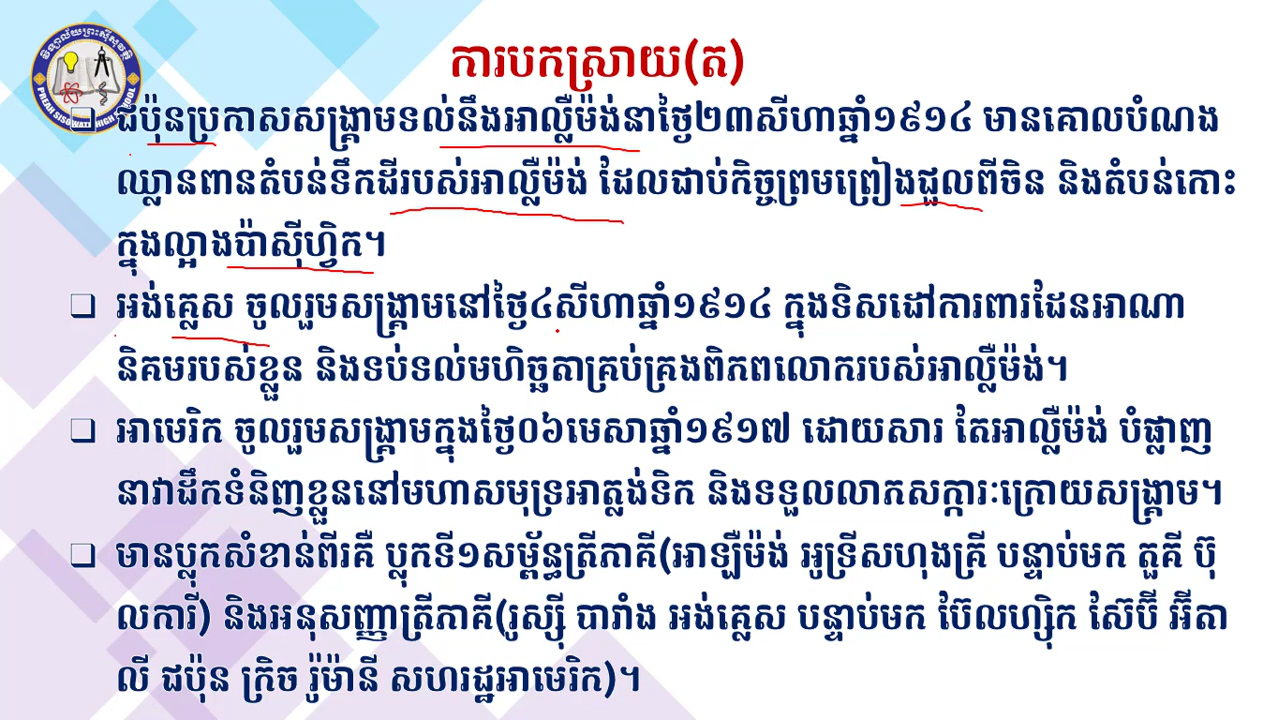 វិទ្យាល័យព្រះស៊ីសុវត្ថិ
PREAH SISOWATH HIGH SCHOOL
ការបកស្រាយ(ត)
❑ ជប៉ុនប្រកាសសង្គ្រាមទល់នឹងអាល្លឺម៉ង់នាថ្ងៃ២៣សីហាឆ្នាំ១៩១៤ មានគោលបំណង
ឈ្លានពានតំបន់ទឹកដីរបស់អាល្លឺម៉ង់ ដែលជាប់កិច្ចព្រមព្រៀងជួលពីចិន និងតំបន់កោះ
ក្នុងល្អាងប៉ាស៊ីហ្វិក។
❑ អង់គ្លេស ចូលរួមសង្គ្រាមនៅថ្ងៃ៤សីហាឆ្នាំ១៩១៤ ក្នុងទិសដៅការពារដែនអាណា
និគមរបស់ខ្លួន និងទប់ទល់មហិច្ឆតាគ្រប់គ្រងពិភពលោករបស់អាល្លឺម៉ង់។
❑ អាមេរិក ចូលរួមសង្គ្រាមក្នុងថ្ងៃ០៦មេសាឆ្នាំ១៩១៧ ដោយសារ តែអាល្លឺម៉ង់ បំផ្លាញ
នាវាដឹកទំនិញខ្លួននៅមហាសមុទ្រអាត្លង់ទិក និងទទួលលាភសក្ការៈក្រោយសង្គ្រាម។
❑ មានប្លុកសំខាន់ពីរគឺ ប្លុកទី១សម្ព័ន្ធត្រីភាគី(អាឡឺម៉ង់ អូទ្រីសហុងគ្រី បន្ទាប់មក តួគី ប៊ុ
លការី) និងអនុសញ្ញាត្រីភាគី(រូស្ស៊ី បារាំង អង់គ្លេស បន្ទាប់មក ប៊ែលហ្ស៊ិក ស៊ែប៊ី អ៊ីតា
លី ជប៉ុន ក្រិច រ៉ូម៉ានី សហរដ្ឋអាមេរិក)។